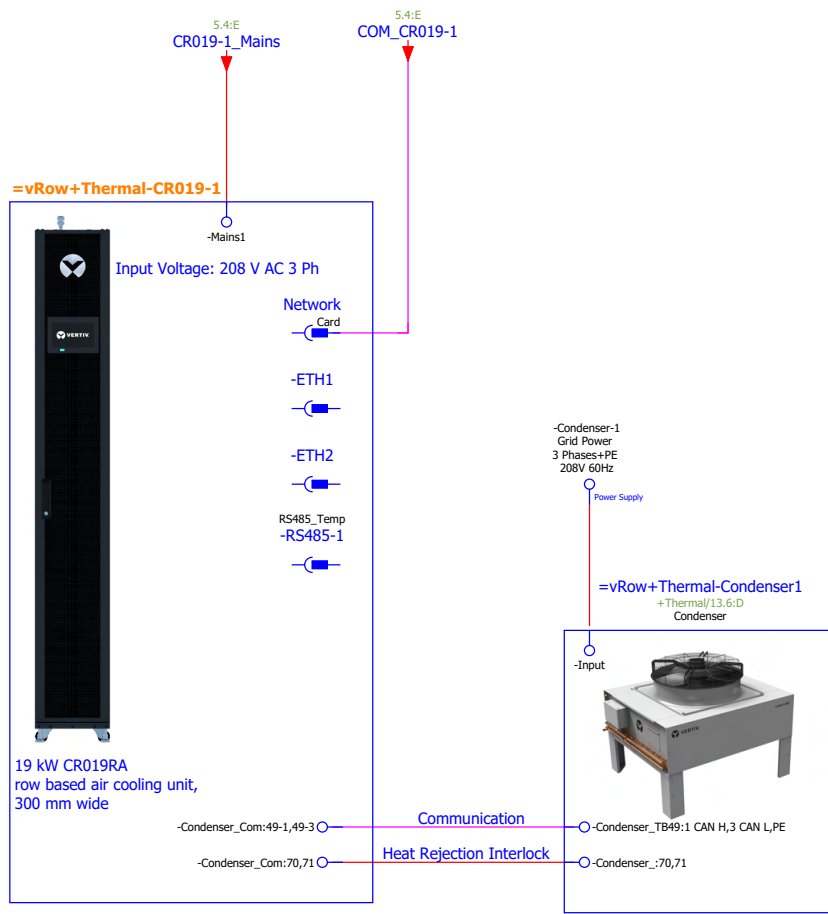 5.4:E
CR019-1_Mains
5.4:E
COM_CR019-1
=vRow+Thermal-CR019-1
-Mains1
Input Voltage: 208 V AC 3 Ph
Network
Card
VERTIV.
-ETH1
-ETH2
RS485_Temp
-RS485-1
-Condenser-1
Grid Power
3 Phases+PE
208V 60Hz
Power Supply
=vRow+Thermal-Condenser1
+Thermal/13.6:D
Condenser
-Input
VERTIV
19 kW CR019RA
row based air cooling unit,
300 mm wide
-Condenser_Com:49-1,49-3
Communication
-Condenser_TB49:1 CAN H,3 CAN L,PE
-Condenser_Com:70,71
Heat Rejection Interlock
-Condenser_:70,71